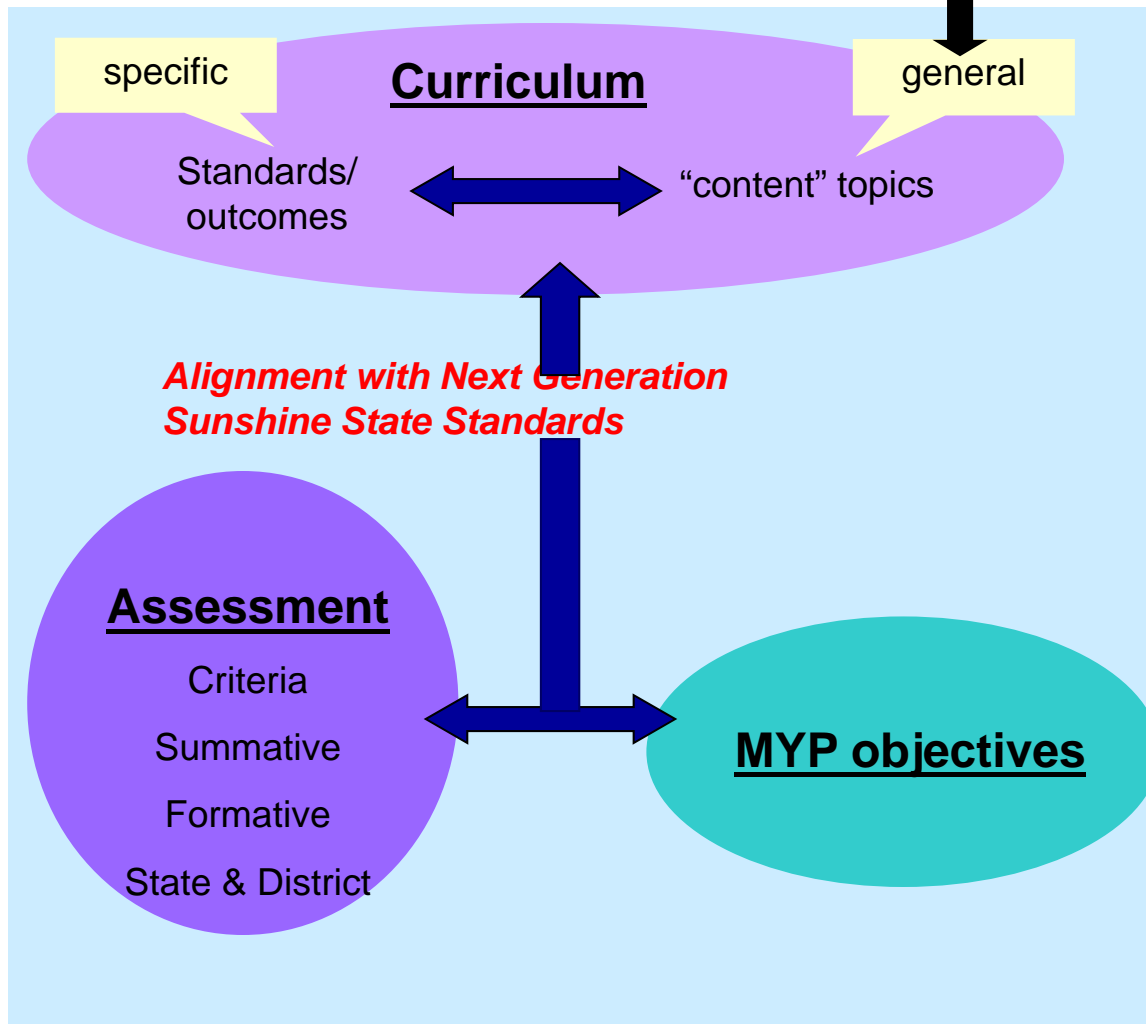 specific
Curriculum
general
Standards/
outcomes
“content” topics
Alignment with Next Generation
Sunshine State Standards
Assessment
Criteria
Summative
Formative
State & District
MYP objectives